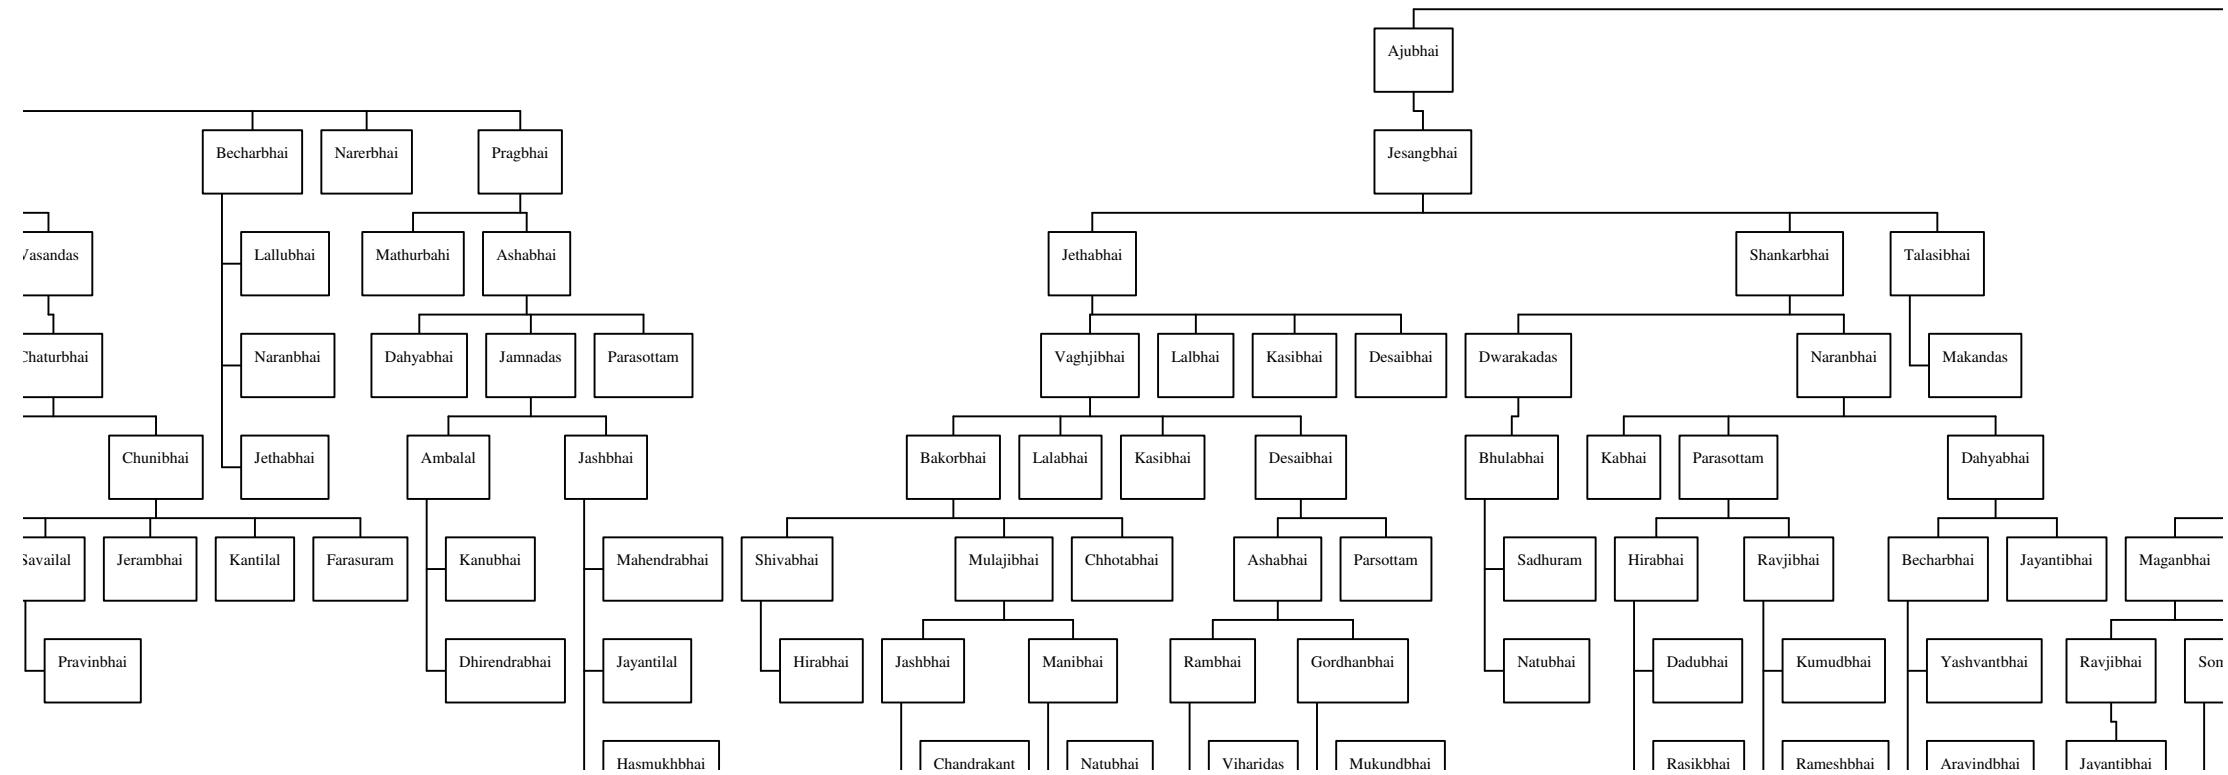 Ajubhai
Becharbhai
Narerbhai
Pragbhai
Jesangbhai
Lallubhai
Mathurbahi
Ashabhai
Jethabhai
Shankarbhai
Talasibhai
Naranbhai
Dahyabhai
Jamnadas
Parasottam
Vaghjibhai
Lalbhai
Kasibhai
Desaibhai
Dwarakadas
Naranbhai
Makandas
Chunibhai
Jethabhai
Ambalal
Jashbhai
Bakorbhai
Lalabhai
Kasibhai
Desaibhai
Bhulabhai
Kabhai
Parasottam
Dahyabhai
Jerambhai
Kantilal
Farasuram
Kanubhai
Mahendrabhai
Shivabhai
Mulajibhai
Chhotabhai
Ashabhai
Parsottam
Sadhuram
Hirabhai
Ravjibhai
Becharbhai
Jayantibhai
Maganbhai
Pravinbhai
Dhirendrabhai
Jayantilal
Hirabhai
Jashbhai
Manibhai
Rambhai
Gordhanbhai
Natubhai
Dadubhai
Kumudbhai
Yashvantbhai
Ravjibhai
Hasmukhbhai
Chandrakant
Natubhai
Viharidas
Mukundbhai
Rasikbhai
Rameshbhai
Aravindbhai
Jayantibhai